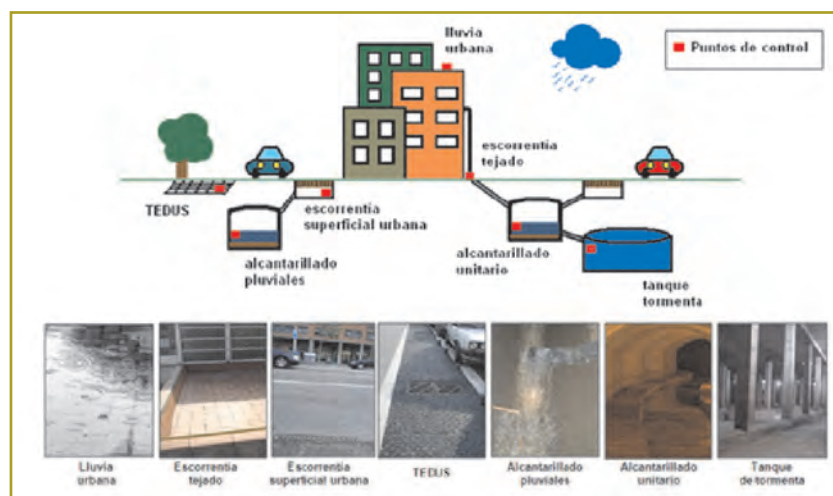 lluvia
urbana
Puntos de control
escorrentía
tejado
TEDUS
escorrentía
superficial urbana
alcantarillado
pluviales
alcantarillado
unitario
tanque
tormenta
Lluvia
urbana
Escorrentía
tejado
Escorrentía
superficial urbana
TEDUS
Alcantarillado
pluviales
Alcantarillado
unitario
Tanque
de tormenta